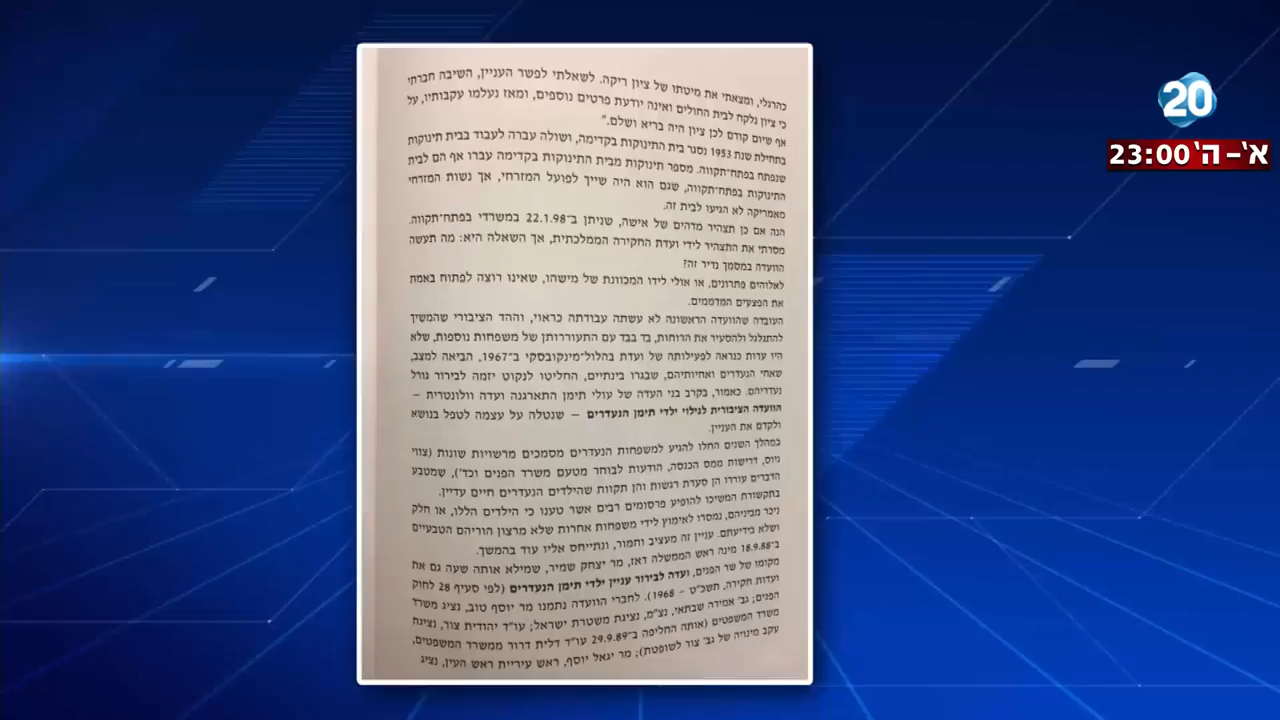 כהרגלי, ומצאתי את מיטתו של ציון ריקה. לשאלתי לפשר העניין, השיבה חברתי
כי ציון נלקח לבית החולים ואינה יודעת פרטים נוספים, ומאז נעלמו עקבותיו, על
אף שיום קודם לכן ציון היה בריא ושלם."
בתחילת שנת 1953 נסגר בית התינוקות בקדימה, ושולה עברה לעבוד בבית תינוקות
שנפתח בפתח־תקווה. מספר תינוקות מבית התינוקות בקדימה עברו אף הם לבית
התינוקות בפתח־תקווה, שגם הוא היה שייך לפועל המזרחי, אך נשות המזרחי
מאמריקה לא הגיעו לבית זה.
הנה אם כן תצהיר מדהים של אישה, שניתן ב־22.1.98 במשרדי בפתח־תקווה.
מסרתי את התצהיר לידי ועדת החקירה הממלכתית, אך השאלה היא: מה תעשה
הוועדה במסמך נדיר זה?
לאלוהים פתרונים, או אולי לידו המכוונת של מישהו, שאינו רוצה לפתוח באמת
את הפצעים המדממים.
העובדה שהוועדה הראשונה לא עשתה עבודתה כראוי, וההד הציבורי שהמשיך
להתגלגל ולהסעיר את הרוחות, בד בבד עם התעוררותן של משפחות נוספות, שלא
היו ערות כנראה לפעילותה של ועדת בהלול־מינקובסקי ב־1967, הביאה למצב,
שאחי הנעדרים ואחיותיהם, שבגרו בינתיים, החליטו לנקוט יזמה לבירור גורל
נעדריהם. כאמור, בקרב בני העדה של עולי תימן התארגנה ועדה וולונטרית –
הוועדה הציבורית לגילוי ילדי תימן הנעדרים – שנטלה על עצמה לטפל בנושא
ולקדם את העניין.
במהלך השנים החלו להגיע למשפחות הנעדרים מסמכים מרשויות שונות (צווי
גיוס, דרישות ממס הכנסה, הודעות לבוחר מטעם משרד הפנים וכד'), שמטבע
הדברים עוררו הן סערת רגשות והן תקוות שהילדים הנעדרים חיים עדיין.
בתקשורת המשיכו להופיע פרסומים רבים אשר טענו כי הילדים הללו, או חלק
ניכר מביניהם, נמסרו לאימוץ לידי משפחות אחרות שלא מרצון הוריהם הטבעיים
ושלא בידיעתם. עניין זה מעציב וחמור, ונתייחס אליו עוד בהמשך.
ב־18.9.88 מינה ראש הממשלה דאז, מר יצחק שמיר, שמילא אותה שעה גם את
מקומו של שר הפנים, ועדה לבירור עניין ילדי תימן הנעדרים (לפי סעיף 28 לחוק
ועדות חקירה, תשכ"ט – 1968). לחברי הוועדה נתמנו מר יוסף טוב, נציג משרד
הפנים; גב' אמירה שבתאי, נצ"מ, נציגת משטרת ישראל; עו"ד יהודית צור, נציגת
משרד המשפטים (אותה החליפה ב־29.9.89 עו"ד דלית דרור ממשרד המשפטים,
עקב מינויה של גב' צור לשופטת); מר יגאל יוסף, ראש עיריית ראש העין, נציג
20
א'-ה' 23:00